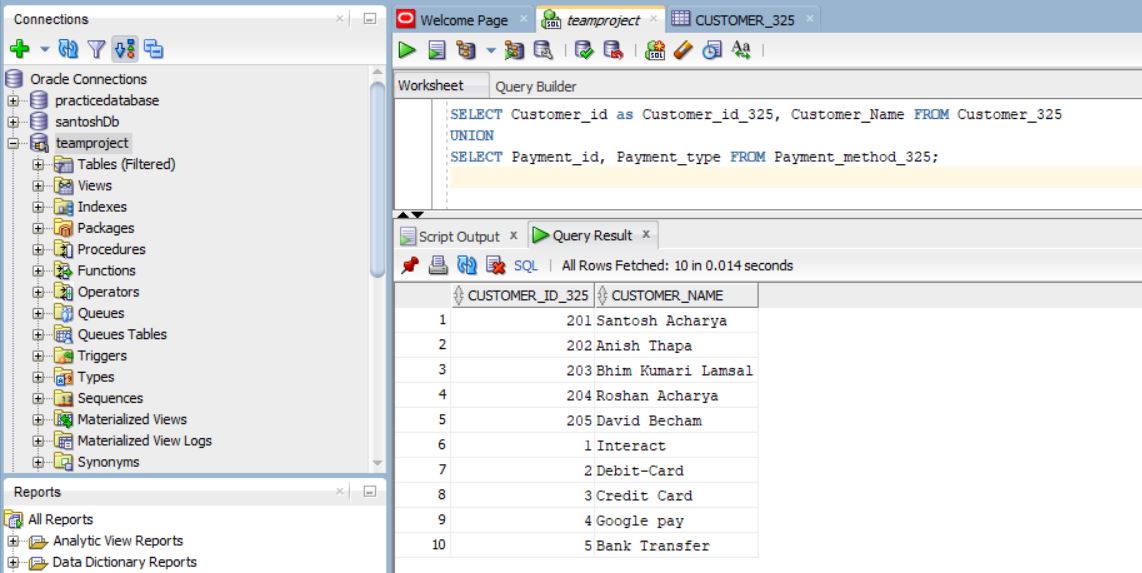 Connections
Oracle Connections
practicedatabase
santoshDb
teamproject
Tables (Filtered)
Views
Indexes
Packages
Procedures
Functions
Operators
Queues
Queues Tables
Triggers
Types
Sequences
Materialized Views
Materialized View Logs
Synonyms
Reports
All Reports
Analytic View Reports
Data Dictionary Reports
Welcome Page teamproject CUSTOMER_325
Worksheet Query Builder
SELECT Customer_id as Customer_id_325, Customer_Name FROM Customer_325
UNION
SELECT Payment_id, Payment_type FROM Payment_method_325;
Script Output x Query Result x
SQL | All Rows Fetched: 10 in 0.014 seconds
CUSTOMER_ID_325 CUSTOMER_NAME
1 201 Santosh Acharya
2 202 Anish Thapa
3 203 Bhim Kumari Lamsal
4 204 Roshan Acharya
5 205 David Becham
6 1 Interact
7 2 Debit-Card
8 3 Credit Card
9 4 Google pay
10 5 Bank Transfer